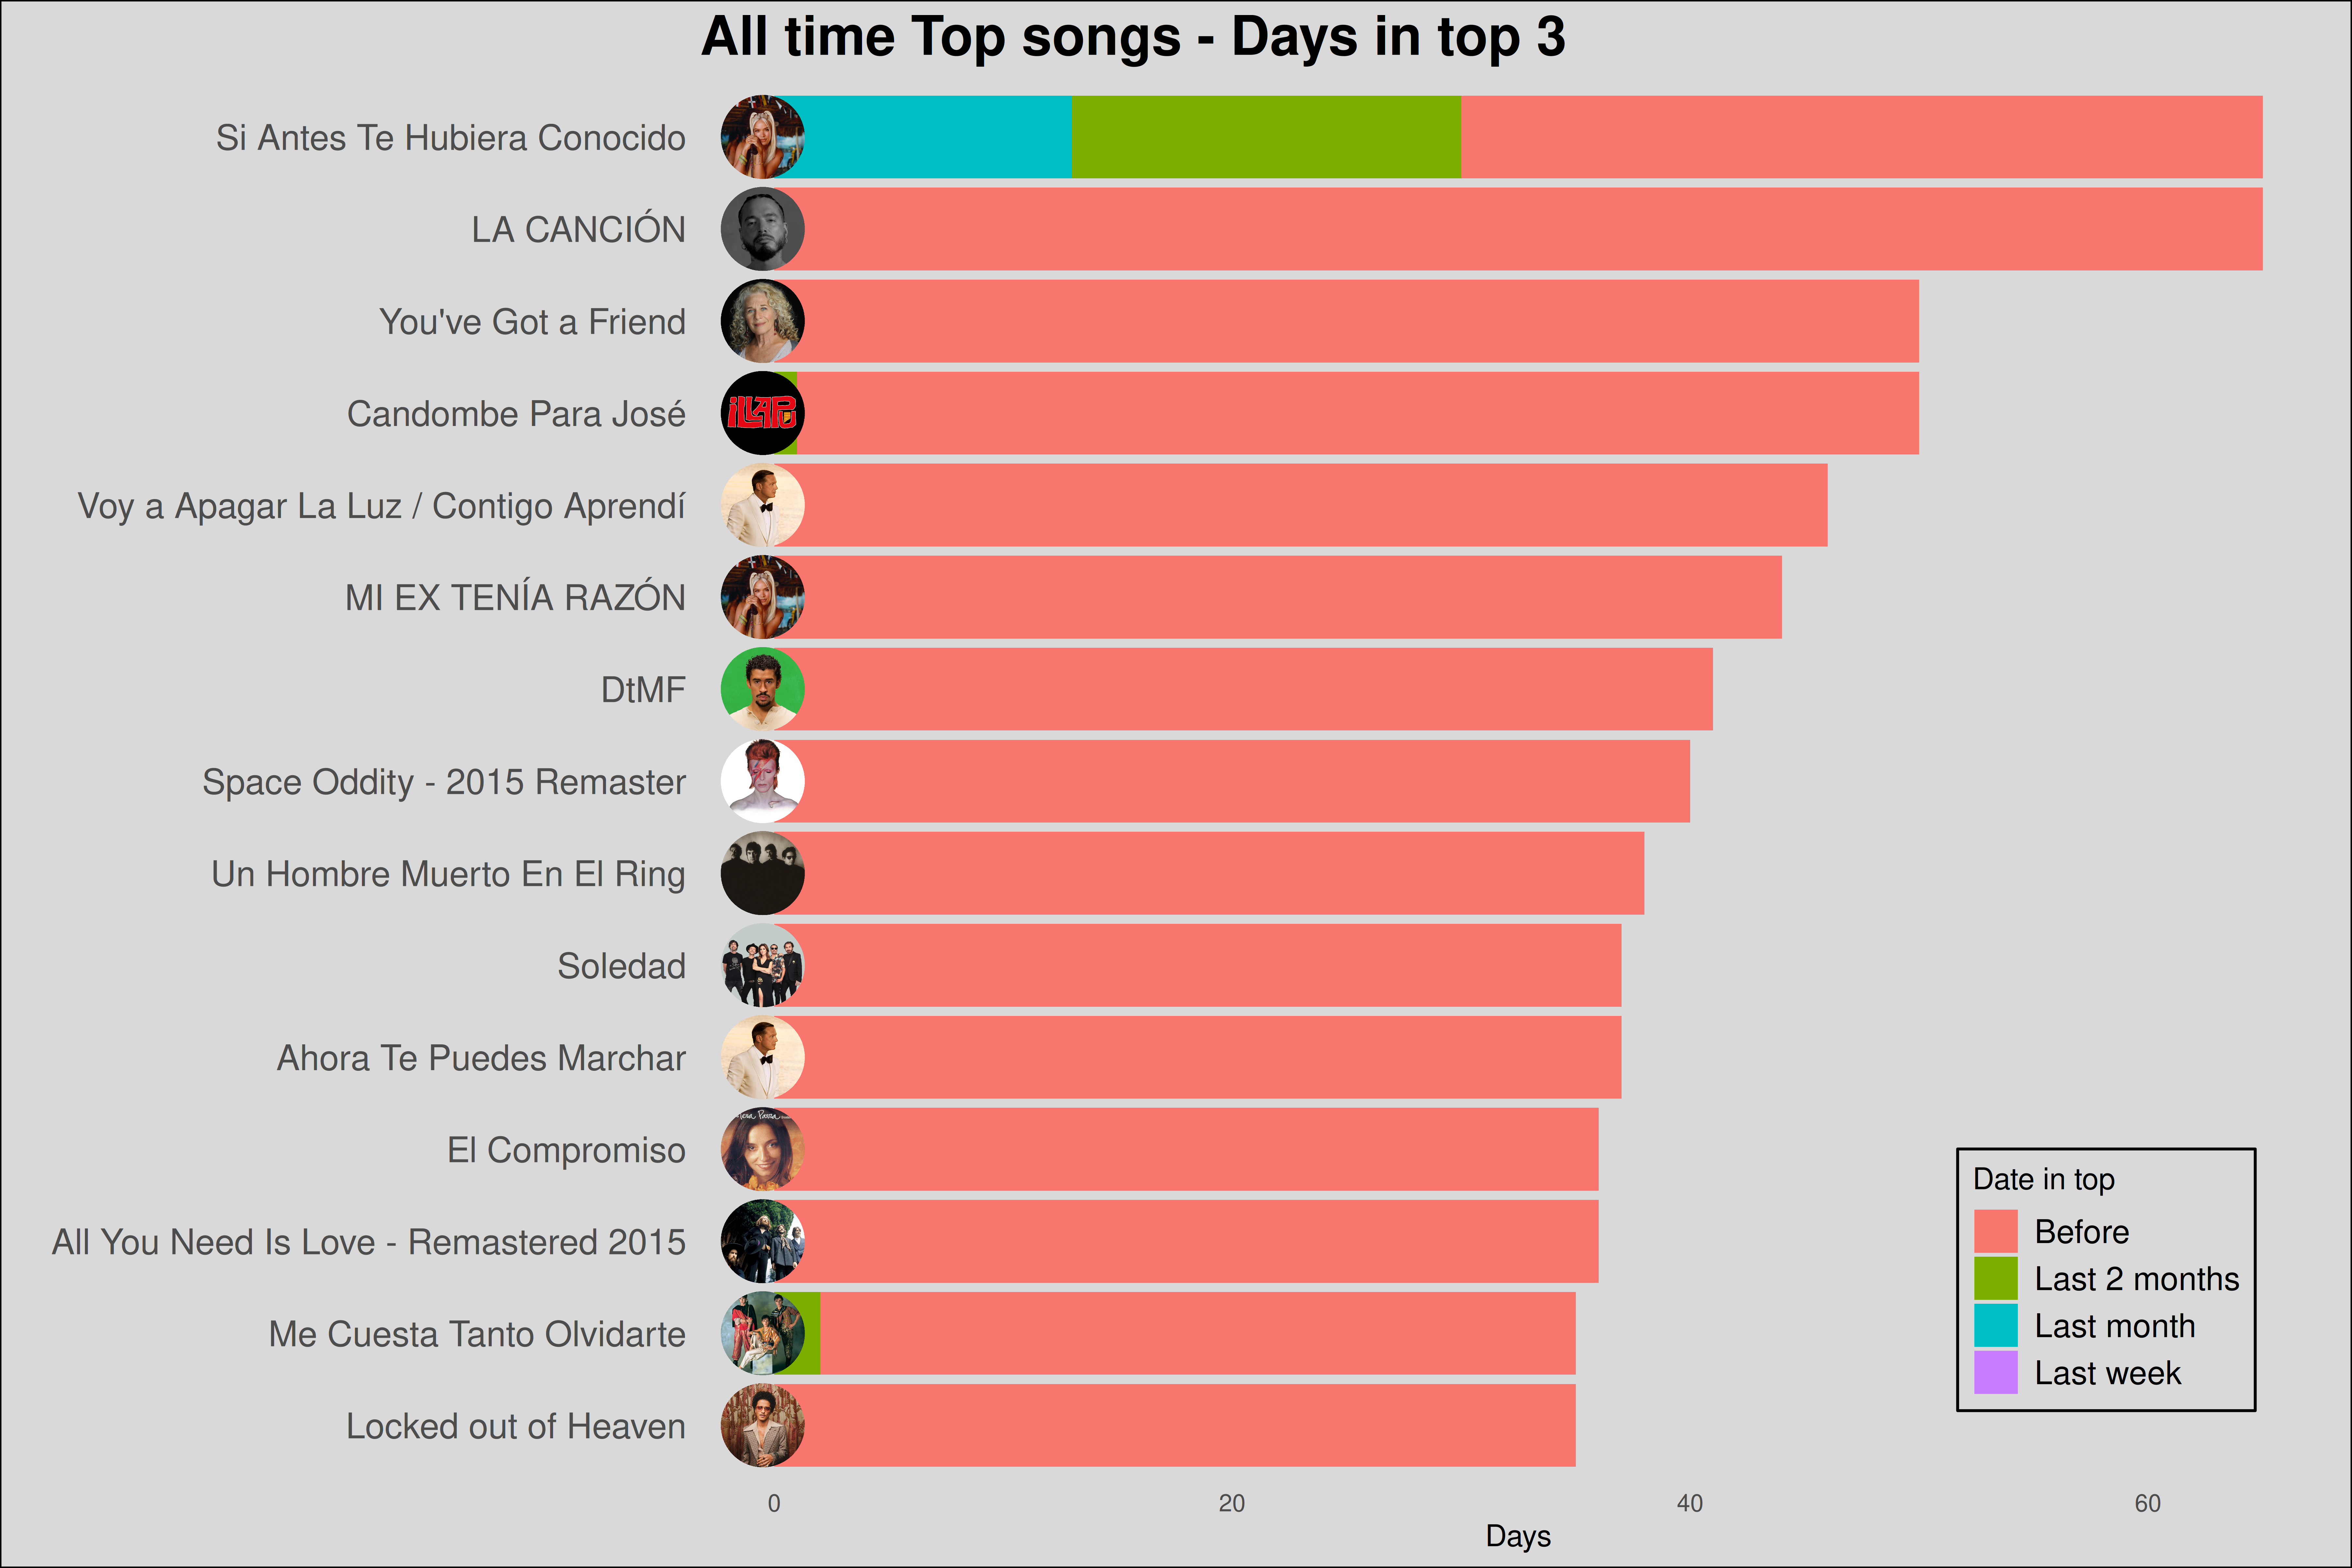 All time Top songs - Days in top 3
Si Antes Te Hubiera Conocido
LA CANCIÓN
You've Got a Friend
Candombe Para José
iLLAPU
Voy a Apagar La Luz / Contigo Aprendí
MI EX TENÍA RAZÓN
DtMF
Space Oddity - 2015 Remaster
Un Hombre Muerto En El Ring
Soledad
Ahora Te Puedes Marchar
El Compromiso
Parra
All You Need Is Love - Remastered 2015
Me Cuesta Tanto Olvidarte
Locked out of Heaven
Date in top
Before
Last 2 months
Last month
Last week
0 20 40 60
Days